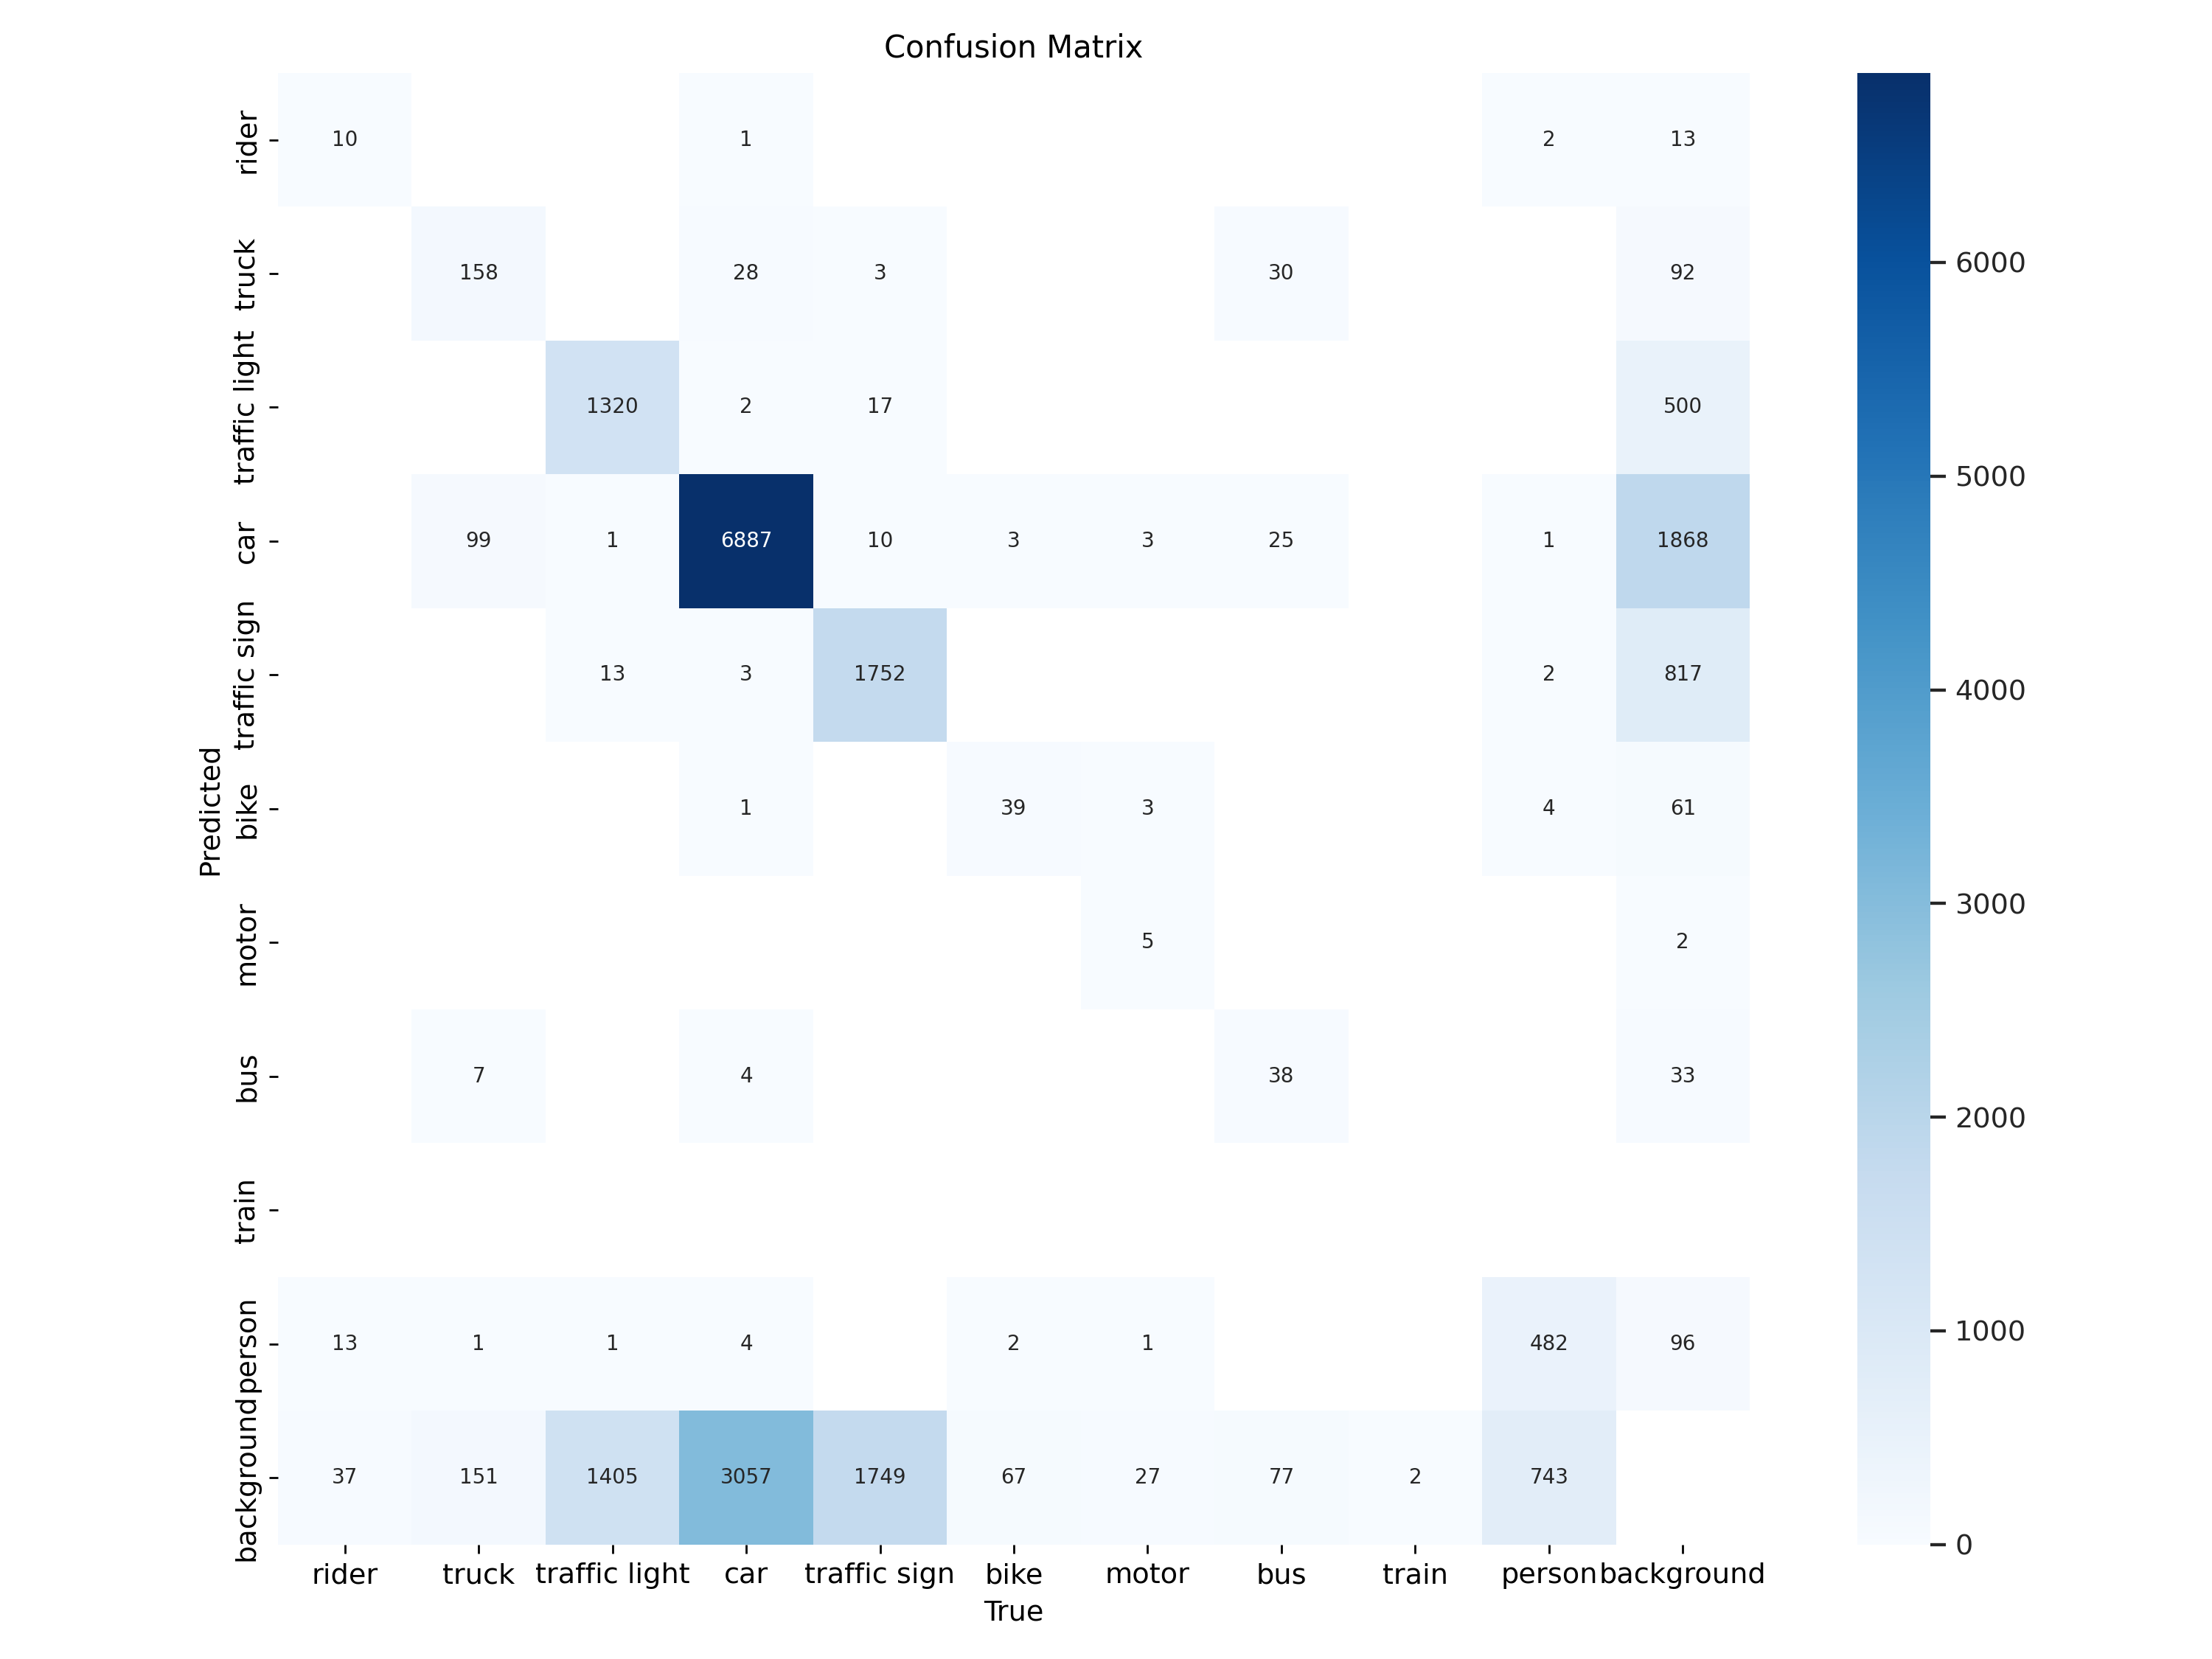 Confusion Matrix
rider 10 1 2 13
truck 158 28 3 30 92
6000
traffic light 1320 2 17 500
5000
car 99 1 6887 10 3 3 25 1 1868
traffic sign 13 3 1752 2 817
4000
Predicted
bike 1 39 3 4 61
motor 5 2
3000
bus 7 4 38 33
2000
train
person 13 1 1 4 2 1 482 96
1000
background 37 151 1405 3057 1749 67 27 77 2 743
0
rider truck traffic light car traffic sign bike motor bus train person background
True